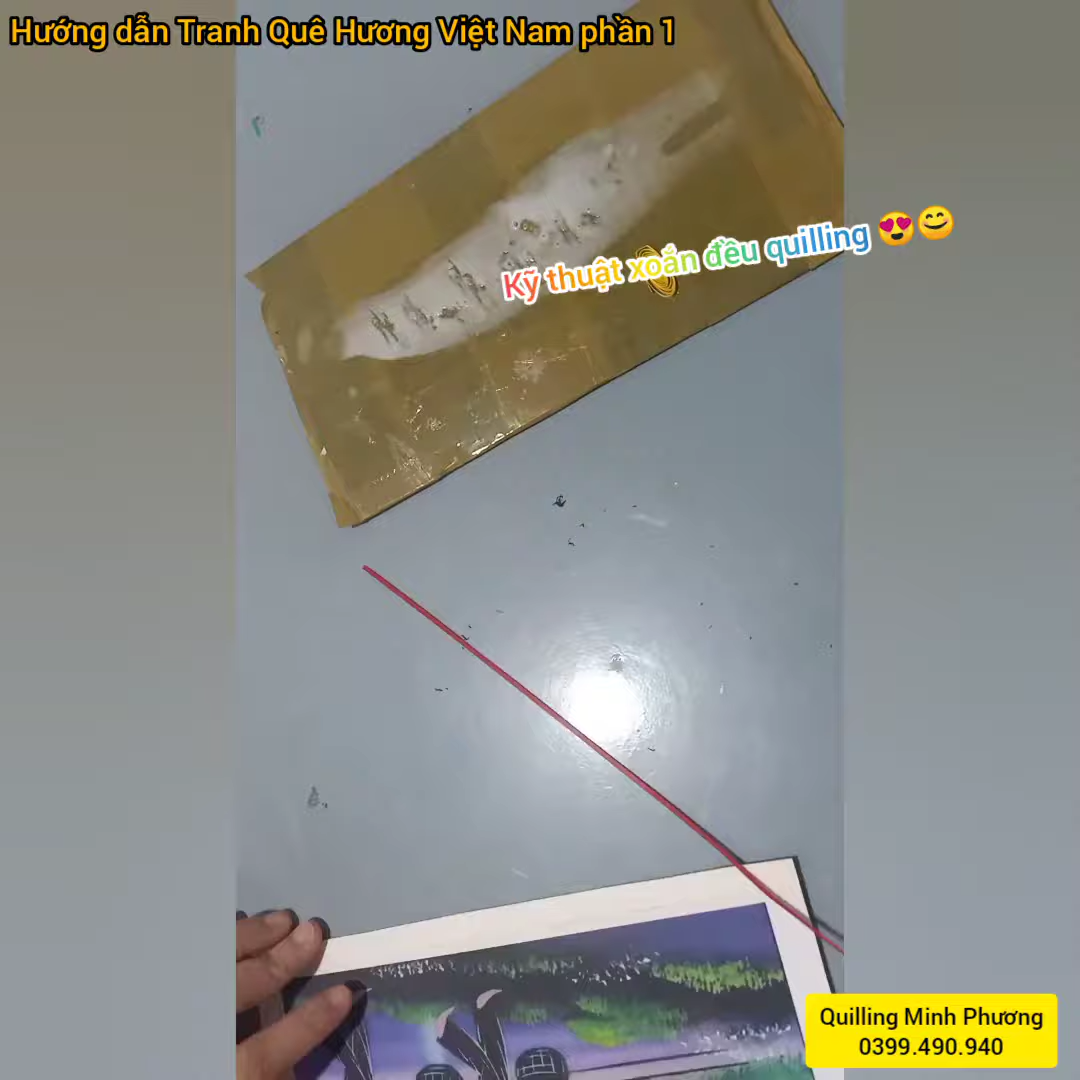 Hướng dẫn Tranh Quê Hương Việt Nam phần 1
Kỹ thuật xoắn đều quilling 😍😊
Quilling Minh Phương
0399.490.940